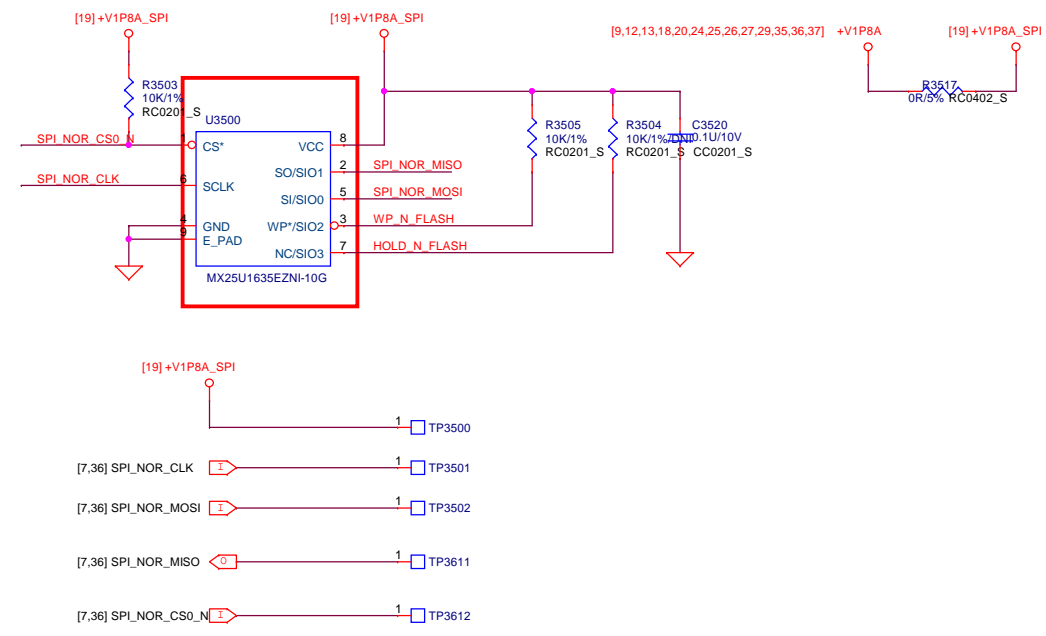 [19] +V1P8A_SPI
[19] +V1P8A_SPI
[9,12,13,18,20,24,25,26,27,29,35,36,37] +V1P8A
[19] +V1P8A_SPI
R3503
10K/1%
RC0201_S
R3517
0R/5% RC0402_S
U3500
SPI_NOR_CS0_N
1
CS*
VCC
8
SPI_NOR_CLK
6
SCLK
SO/SIO1
2
SPI_NOR_MISO
SI/SIO0
5
SPI_NOR_MOSI
4
GND
WP*/SIO2
3
WP_N_FLASH
9
E_PAD
NC/SIO3
7
HOLD_N_FLASH
MX25U1635EZNI-10G
R3505
10K/1%
RC0201_S
R3504
10K/1%/DNI
RC0201_S
C3520
0.1U/10V
CC0201_S
[19] +V1P8A_SPI
1
TP3500
[7,36] SPI_NOR_CLK
I
1
TP3501
[7,36] SPI_NOR_MOSI
I
1
TP3502
[7,36] SPI_NOR_MISO
O
1
TP3611
[7,36] SPI_NOR_CS0_N
I
1
TP3612